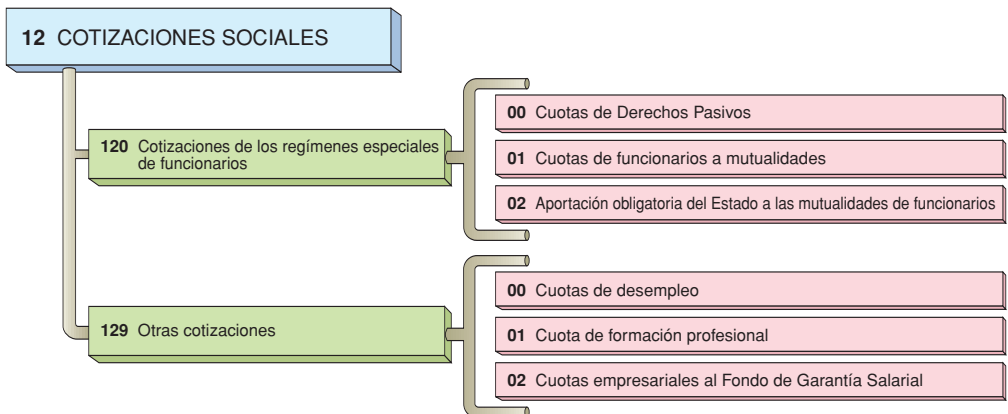 12 COTIZACIONES SOCIALES
120 Cotizaciones de los regímenes especiales
de funcionarios
00 Cuotas de Derechos Pasivos
01 Cuotas de funcionarios a mutualidades
02 Aportación obligatoria del Estado a las mutualidades de funcionarios
129 Otras cotizaciones
00 Cuotas de desempleo
01 Cuota de formación profesional
02 Cuotas empresariales al Fondo de Garantía Salarial